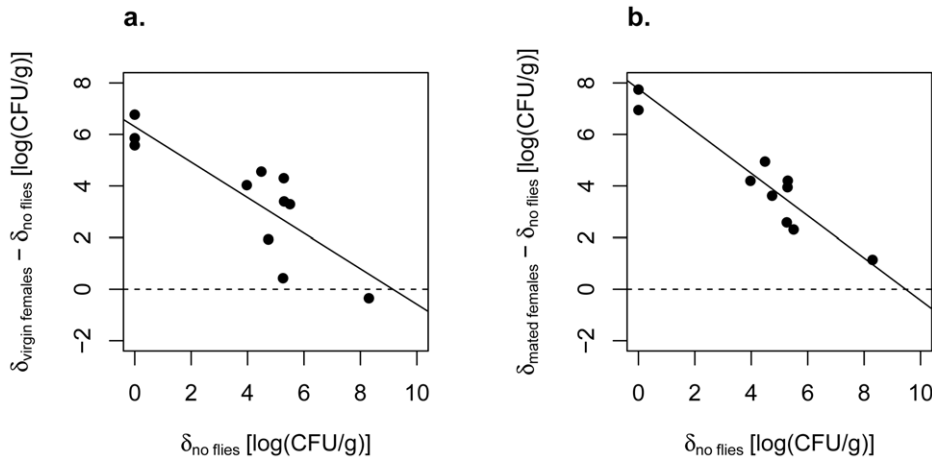 a.
δvirgin females − δno flies [log(CFU/g)]
8
6
4
2
0
−2
0 2 4 6 8 10
δno flies [log(CFU/g)]
b.
δmated females − δno flies [log(CFU/g)]
8
6
4
2
0
−2
0 2 4 6 8 10
δno flies [log(CFU/g)]